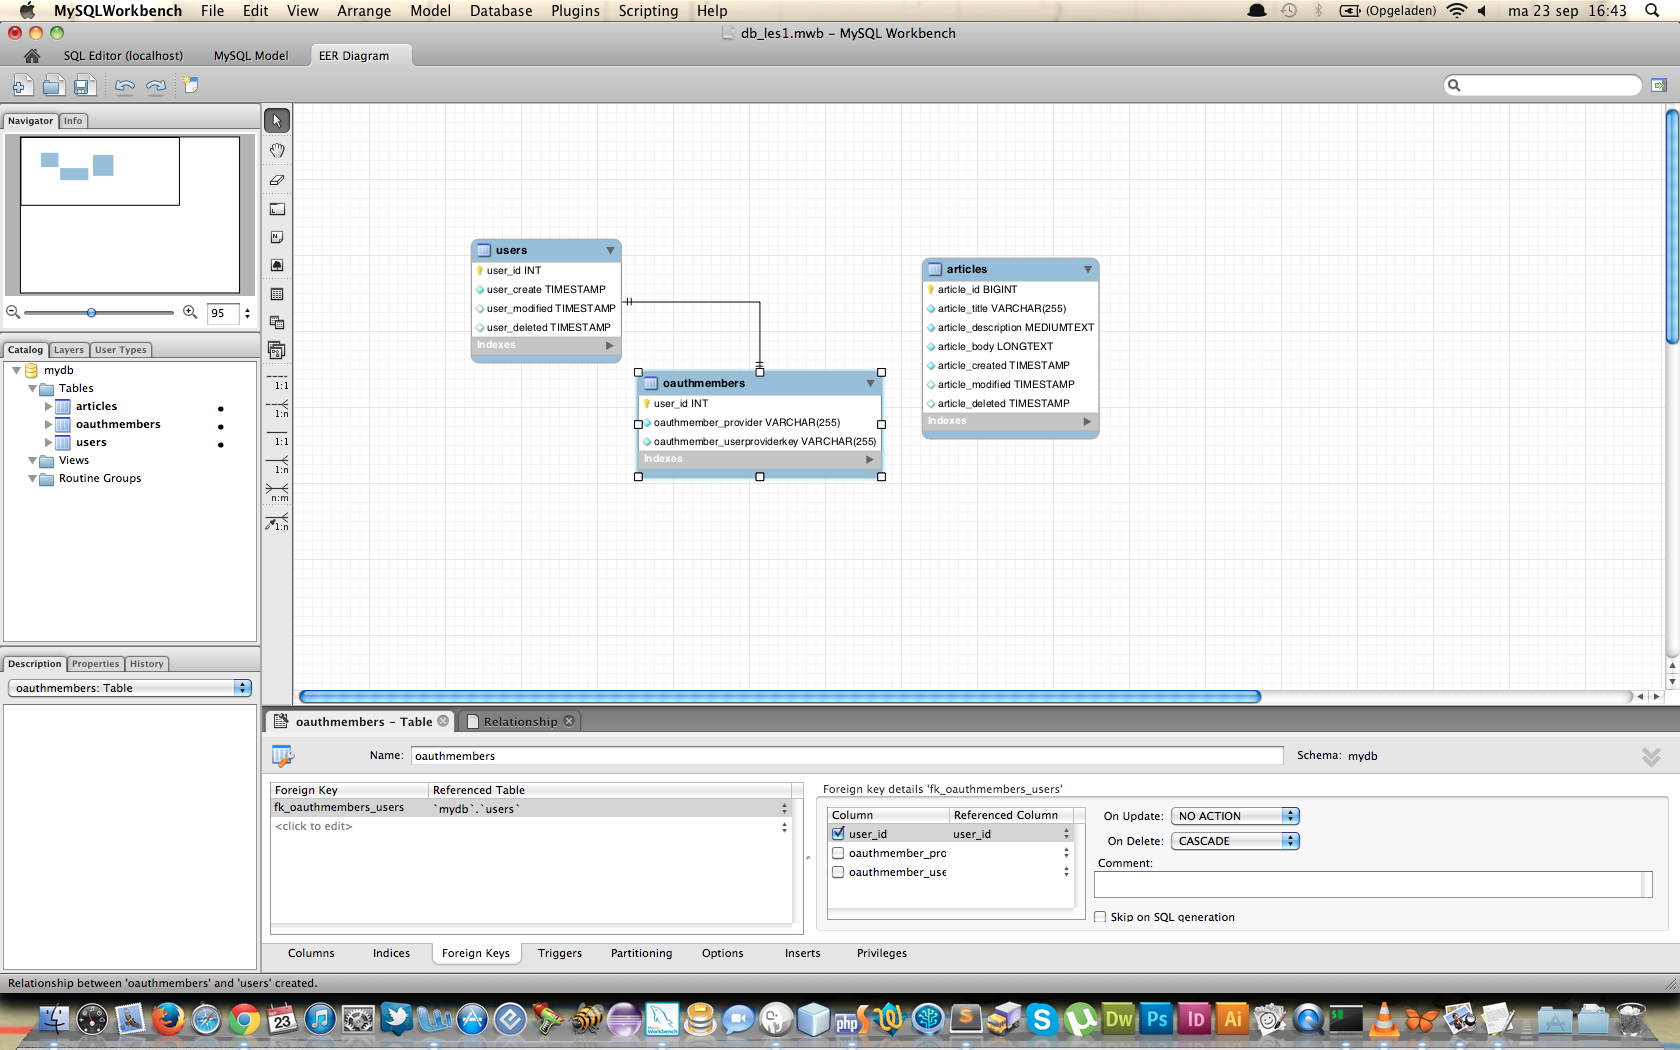 MySQLWorkbench File Edit View Arrange Model Database Plugins Scripting Help (Opgeladen) ma 23 sep 16:43
db_les1.mwb – MySQL Workbench
SQL Editor (localhost) MySQL Model EER Diagram
Navigator Info
95
Catalog Layers User Types
mydb
Tables
articles
oauthmembers
users
Views
Routine Groups
Description Properties History
oauthmembers: Table
1:1
1:n
1:1
1:n
n:m
1:n
users
user_id INT
user_create TIMESTAMP
user_modified TIMESTAMP
user_deleted TIMESTAMP
Indexes
oauthmembers
user_id INT
oauthmember_provider VARCHAR(255)
oauthmember_userproviderkey VARCHAR(255)
Indexes
articles
article_id BIGINT
article_title VARCHAR(255)
article_description MEDIUMTEXT
article_body LONGTEXT
article_created TIMESTAMP
article_modified TIMESTAMP
article_deleted TIMESTAMP
Indexes
oauthmembers – Table Relationship
Name: oauthmembers Schema: mydb
Foreign Key Referenced Table
fk_oauthmembers_users `mydb`.`users`
<click to edit>
Foreign key details 'fk_oauthmembers_users'
Column Referenced Column
user_id user_id
oauthmember_pro
oauthmember_use
On Update: NO ACTION
On Delete: CASCADE
Comment:
Skip on SQL generation
Columns Indices Foreign Keys Triggers Partitioning Options Inserts Privileges
Relationship between 'oauthmembers' and 'users' created.
23 Workbench php Dw Ps Id Ai